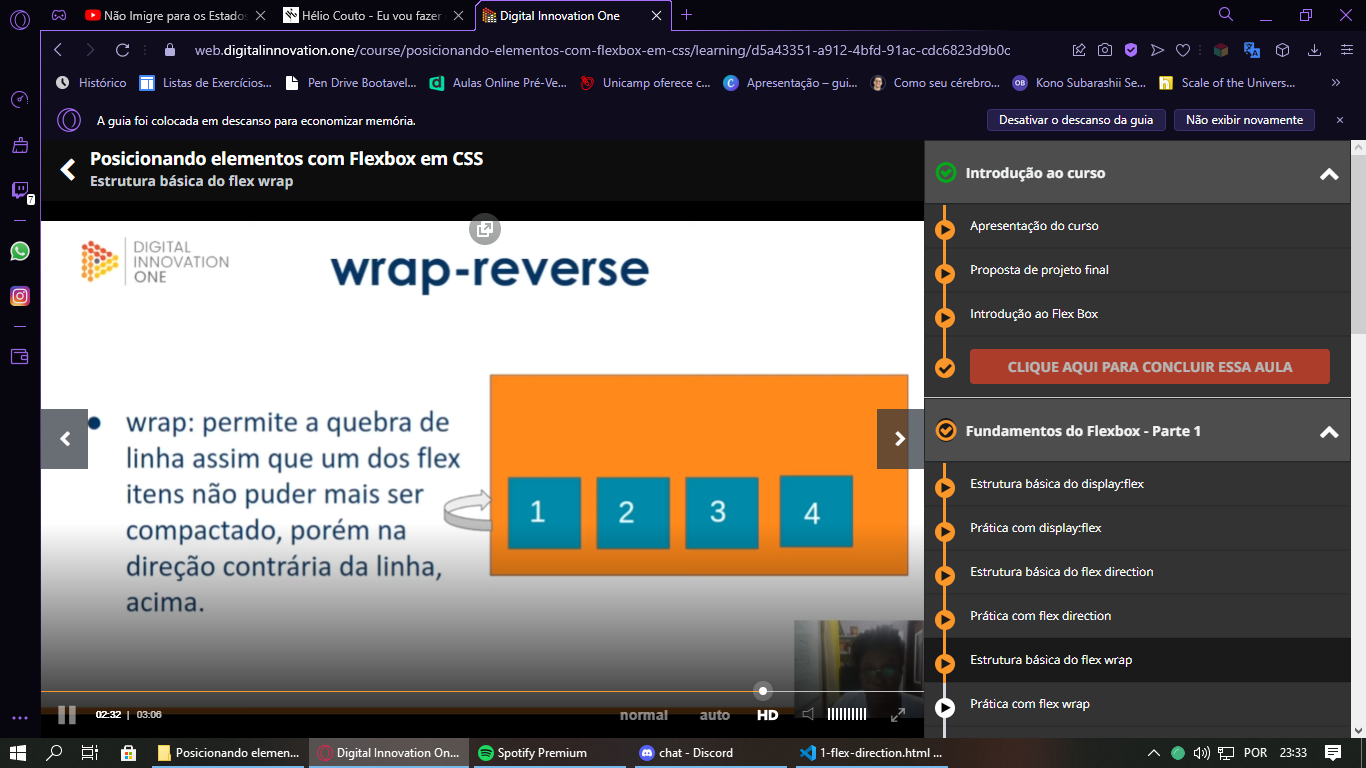 Não Imigre para os Estados
Hélio Couto - Eu vou fazer
Digital Innovation One
web.digitalinnovation.one/course/posicionando-elementos-com-flexbox-em-css/learning/d5a43351-a912-4bfd-91ac-cdc6823d9b0c
Histórico
Listas de Exercícios...
Pen Drive Bootavel...
Aulas Online Pré-Ve...
Unicamp oferece c...
Apresentação – gui...
Como seu cérebro...
Kono Subarashii Se...
Scale of the Univers...
A guia foi colocada em descanso para economizar memória.
Desativar o descanso da guia
Não exibir novamente
7
Posicionando elementos com Flexbox em CSS
Estrutura básica do flex wrap
DIGITAL
INNOVATION
ONE
wrap-reverse
• wrap: permite a quebra de
linha assim que um dos flex
itens não puder mais ser
compactado, porém na
direção contrária da linha,
acima.
1 2 3 4
02:32 | 03:06
normal auto HD
Introdução ao curso
Apresentação do curso
Proposta de projeto final
Introdução ao Flex Box
CLIQUE AQUI PARA CONCLUIR ESSA AULA
Fundamentos do Flexbox - Parte 1
Estrutura básica do display:flex
Prática com display:flex
Estrutura básica do flex direction
Prática com flex direction
Estrutura básica do flex wrap
Prática com flex wrap
Posicionando elemen...
Digital Innovation On...
Spotify Premium
chat - Discord
1-flex-direction.html ...
POR
23:33